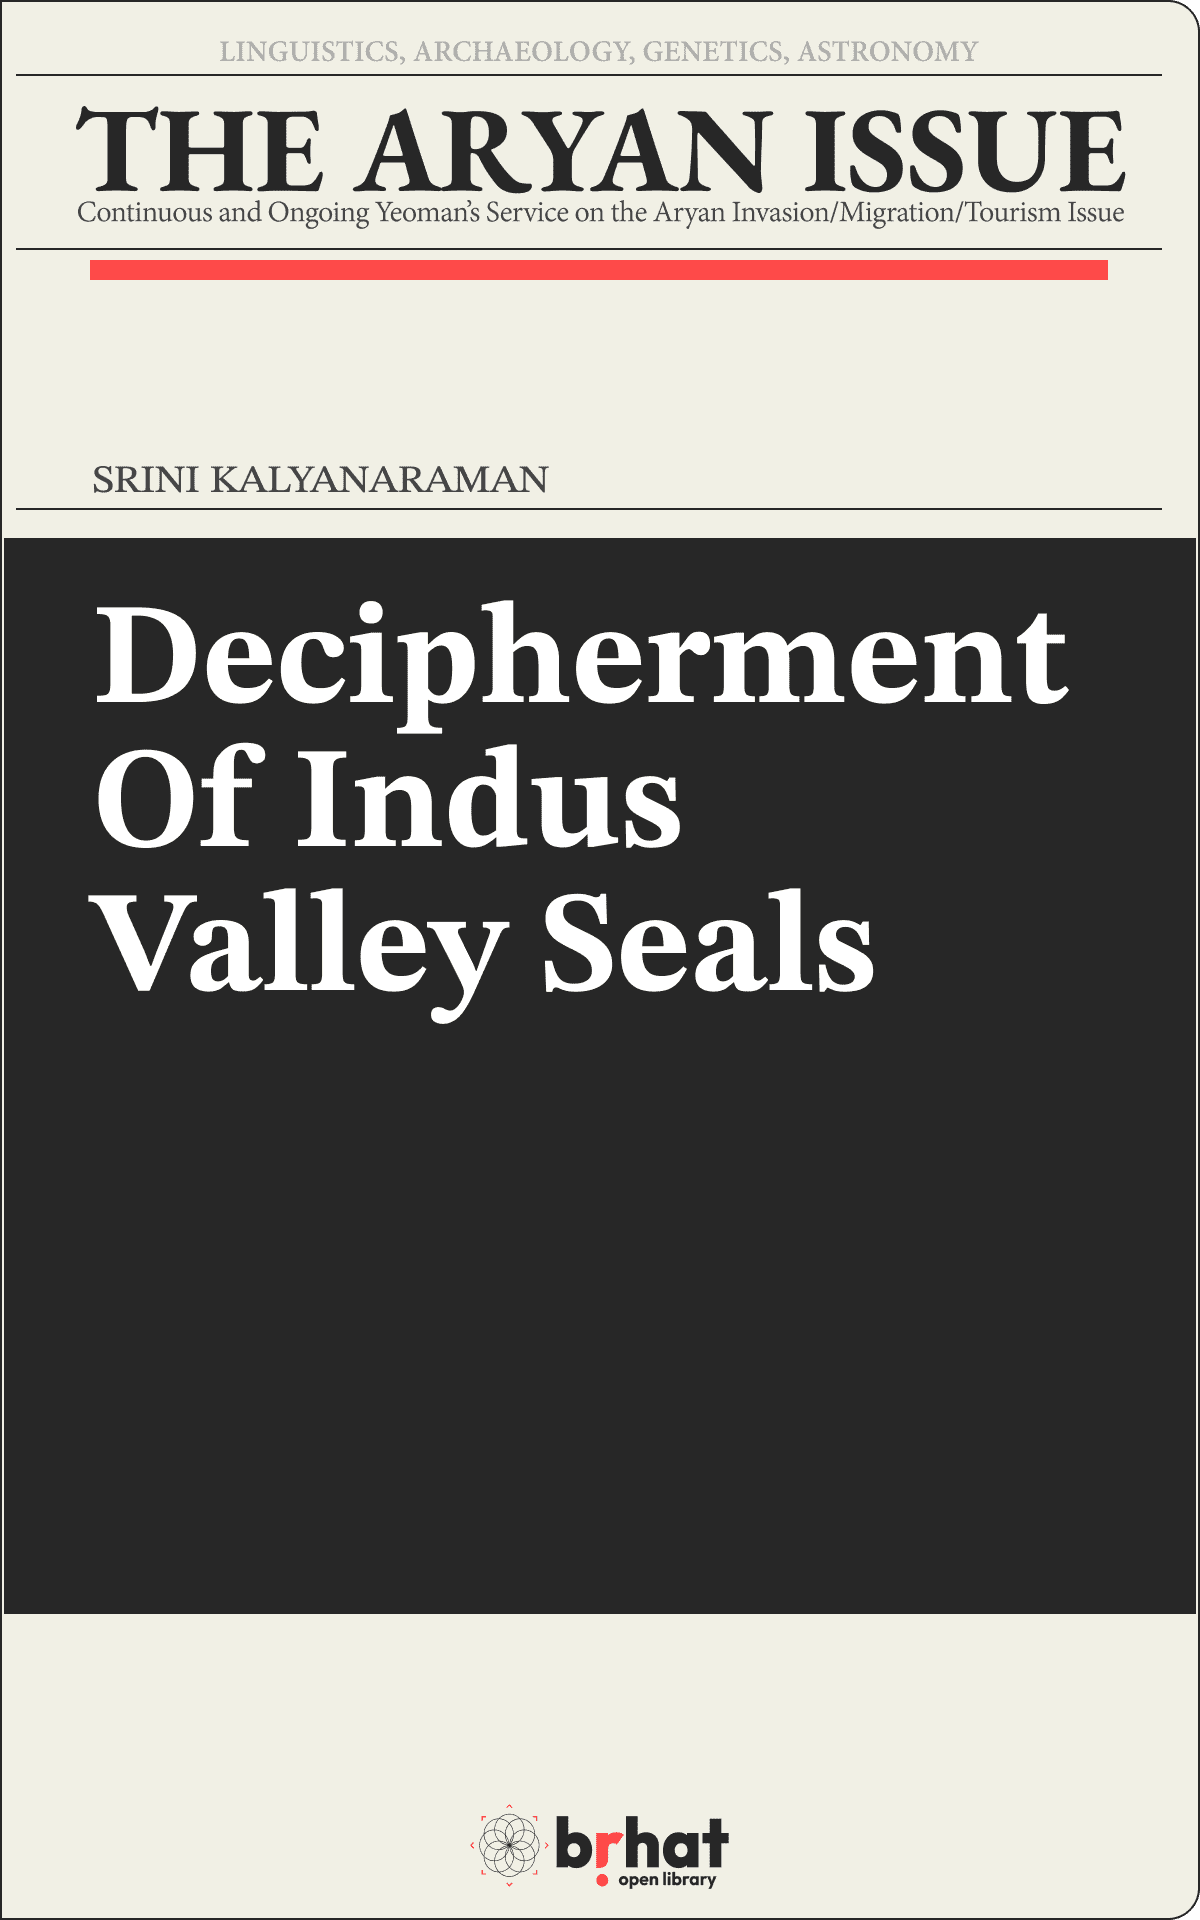 LINGUISTICS, ARCHAEOLOGY, GENETICS, ASTRONOMY
THE ARYAN ISSUE
Continuous and Ongoing Yeoman's Service on the Aryan Invasion/Migration/Tourism Issue
SRINI KALYANARAMAN
Decipherment
Of Indus
Valley Seals
bṛhat
open library